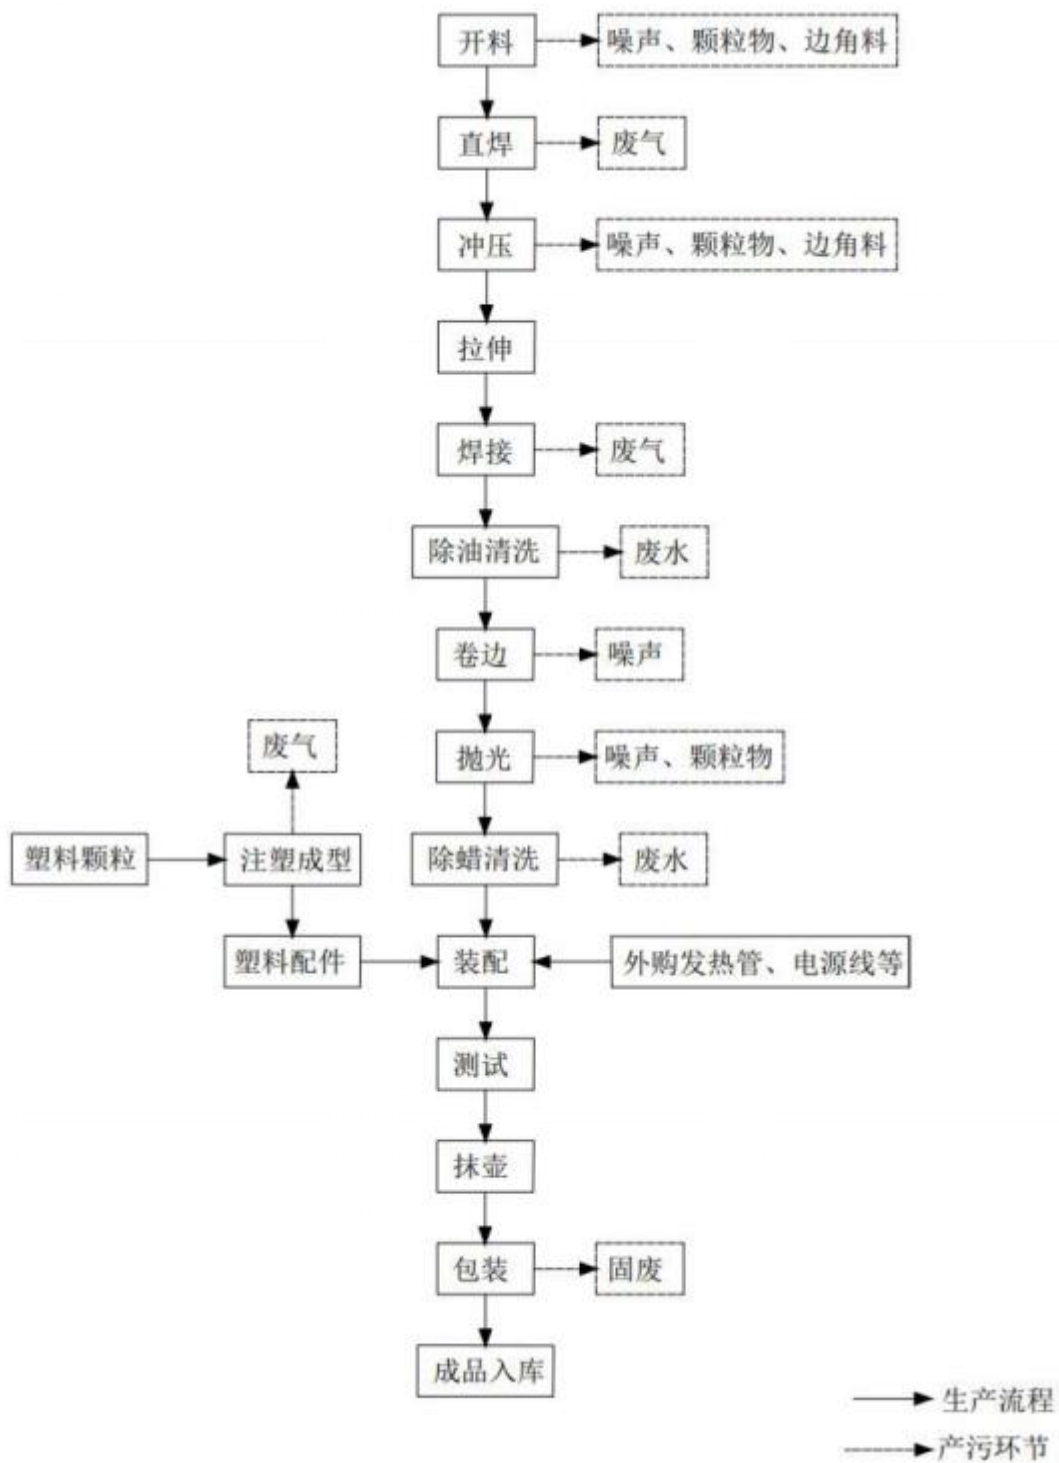 开料
噪声、颗粒物、边角料
直焊
废气
冲压
噪声、颗粒物、边角料
拉伸
焊接
废气
除油清洗
废水
卷边
噪声
废气
抛光
噪声、颗粒物
塑料颗粒
注塑成型
除蜡清洗
废水
塑料配件
装配
外购发热管、电源线等
测试
抹壶
包装
固废
成品入库
生产流程
产污环节